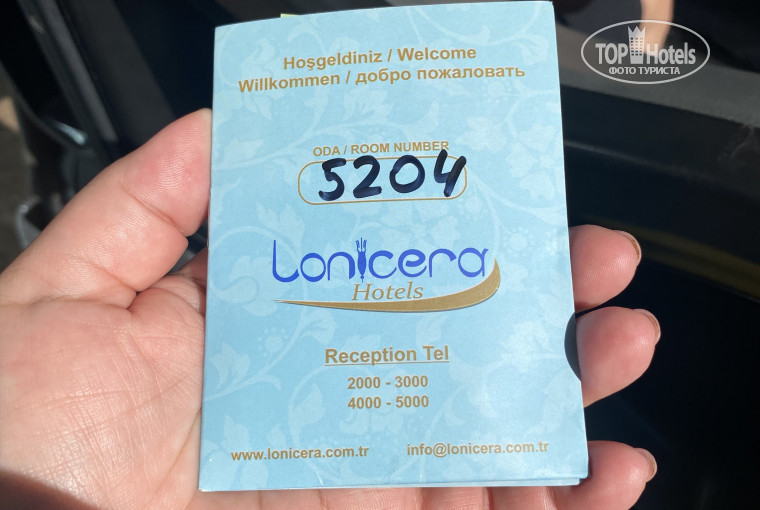 TOP Hotels
ФОТО ТУРИСТА
Hoşgeldiniz / Welcome
Willkommen / добро пожаловать
ODA / ROOM NUMBER
5204
Lonicera
Hotels
Reception Tel
2000 - 3000
4000 - 5000
www.lonicera.com.tr info@lonicera.com.tr